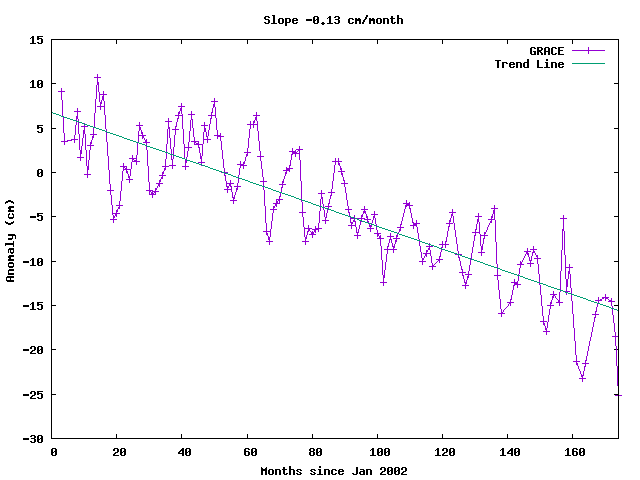 Slope -0.13 cm/month
GRACE
Trend Line
15
10
5
0
-5
-10
-15
-20
-25
-30
Anomaly (cm)
0 20 40 60 80 100 120 140 160
Months since Jan 2002